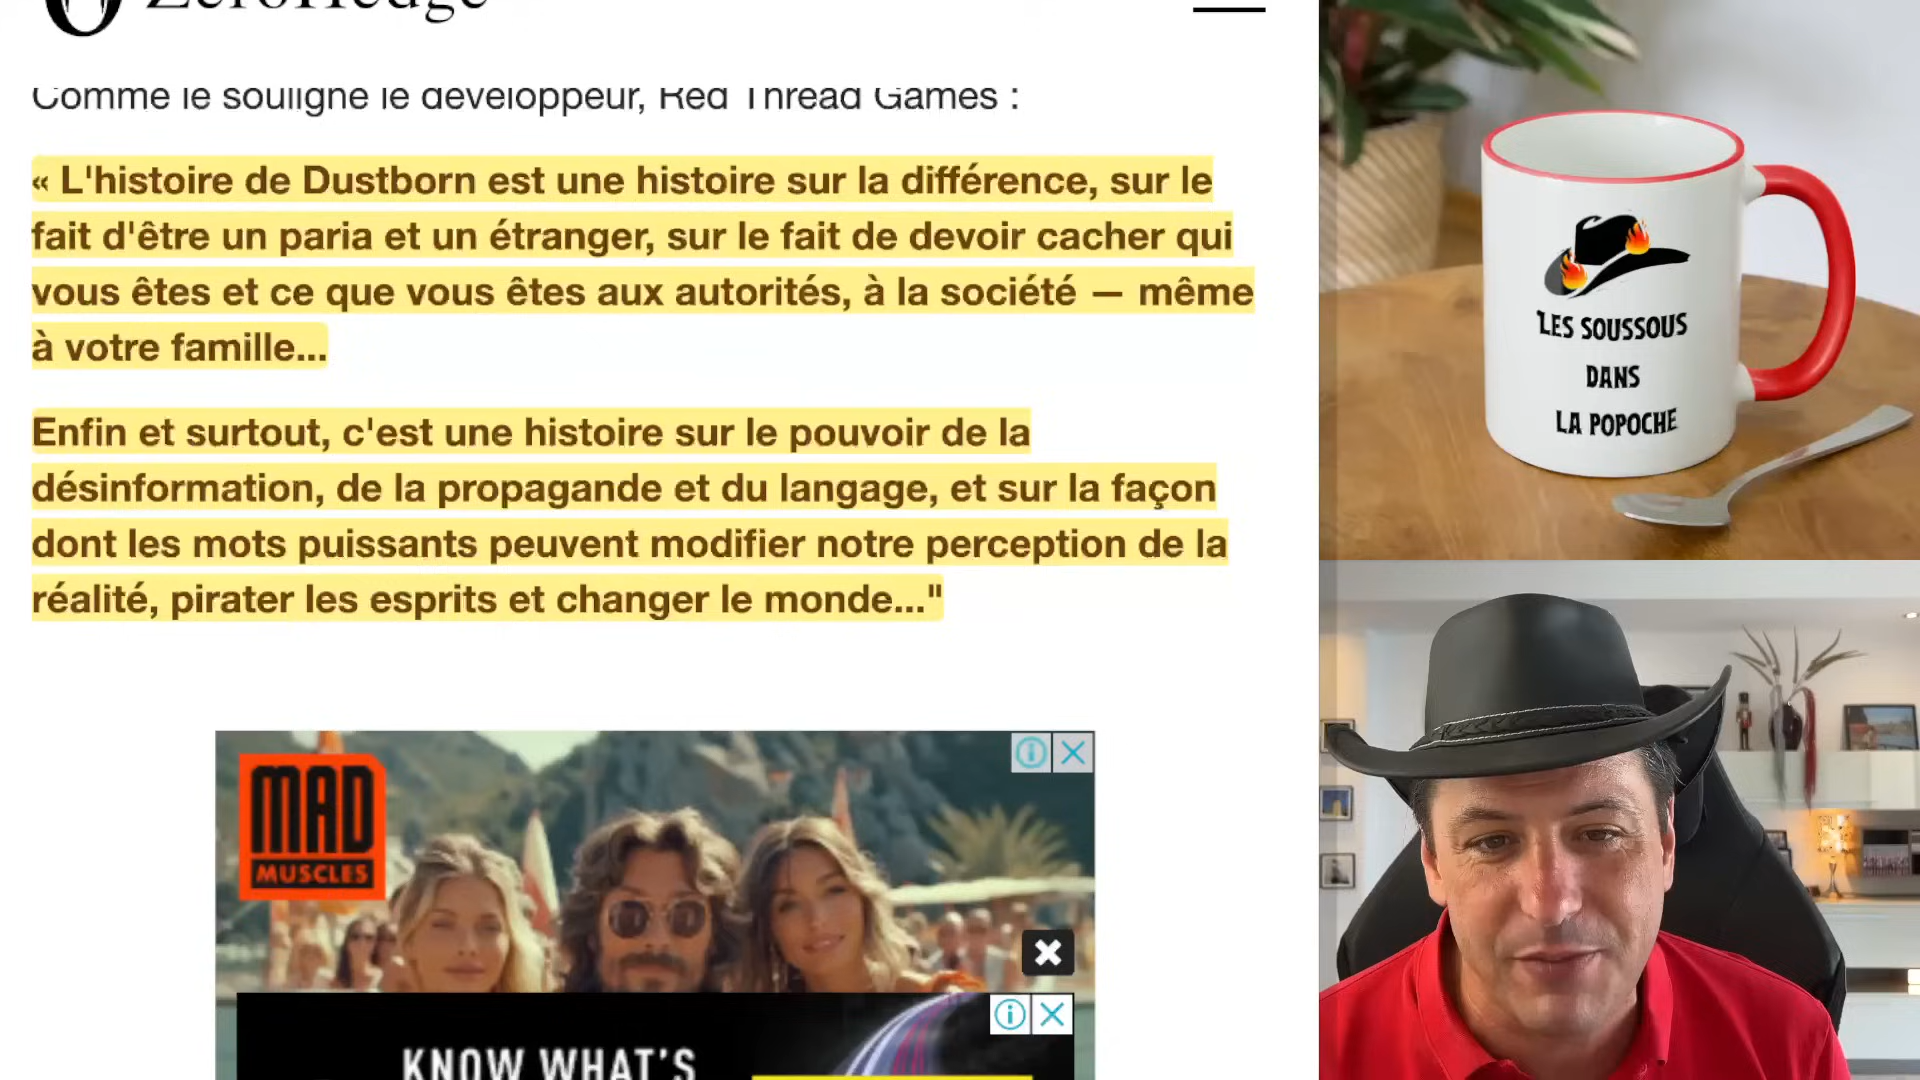 ZeroHedge
Comme le souligne le développeur, Red Thread Games :
« L'histoire de Dustborn est une histoire sur la différence, sur le
fait d'être un paria et un étranger, sur le fait de devoir cacher qui
vous êtes et ce que vous êtes aux autorités, à la société — même
à votre famille...
Enfin et surtout, c'est une histoire sur le pouvoir de la
désinformation, de la propagande et du langage, et sur la façon
dont les mots puissants peuvent modifier notre perception de la
réalité, pirater les esprits et changer le monde..."
MAD
MUSCLES
KNOW WHAT'S
LES SOUSSOUS
DANS
LA POPOCHE